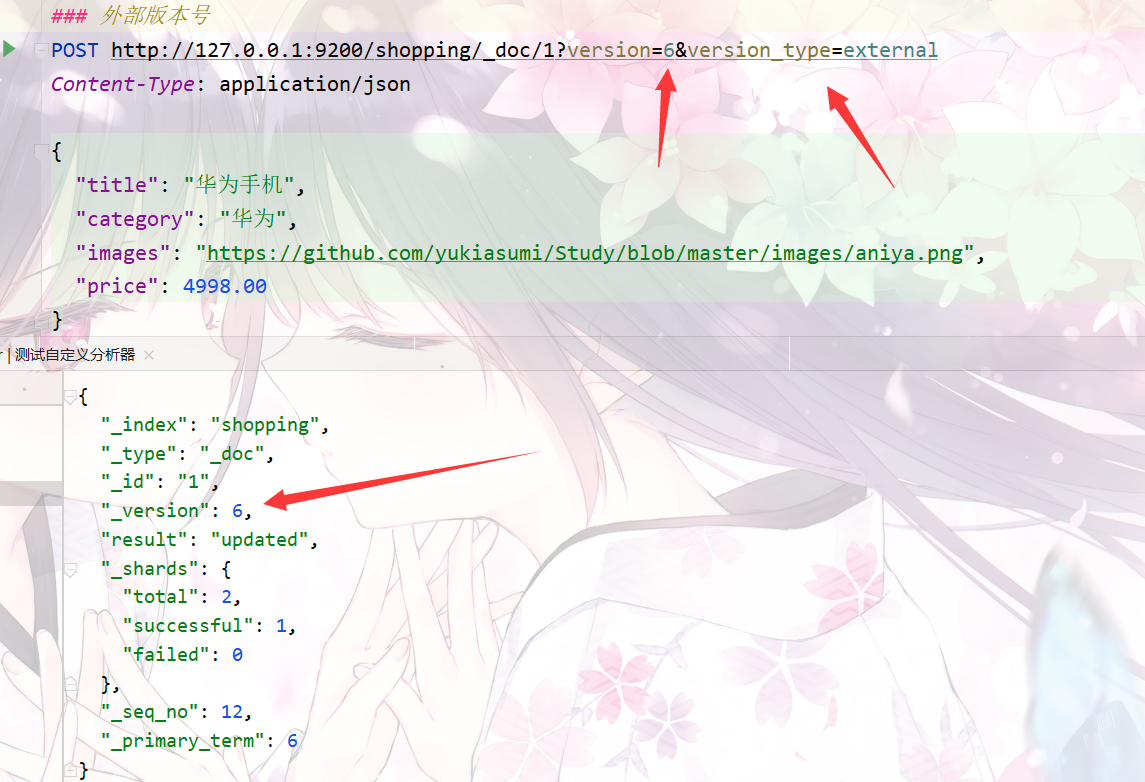 ### 外部版本号
POST http://127.0.0.1:9200/shopping/_doc/1?version=6&version_type=external
Content-Type: application/json
{
"title": "华为手机",
"category": "华为",
"images": "https://github.com/yukiasumi/Study/blob/master/images/aniya.png",
"price": 4998.00
}
| 测试自定义分析器 ×
{
"_index": "shopping",
"_type": "_doc",
"_id": "1",
"_version": 6,
"result": "updated",
"_shards": {
"total": 2,
"successful": 1,
"failed": 0
},
"_seq_no": 12,
"_primary_term": 6
}